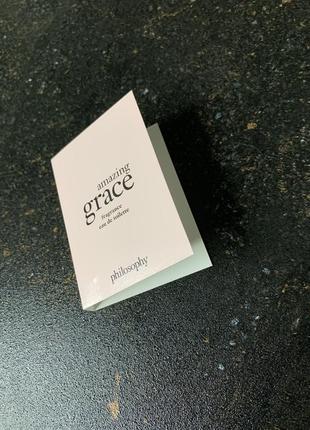 amazing
grace
fragrance
eau de toilette
philosophy